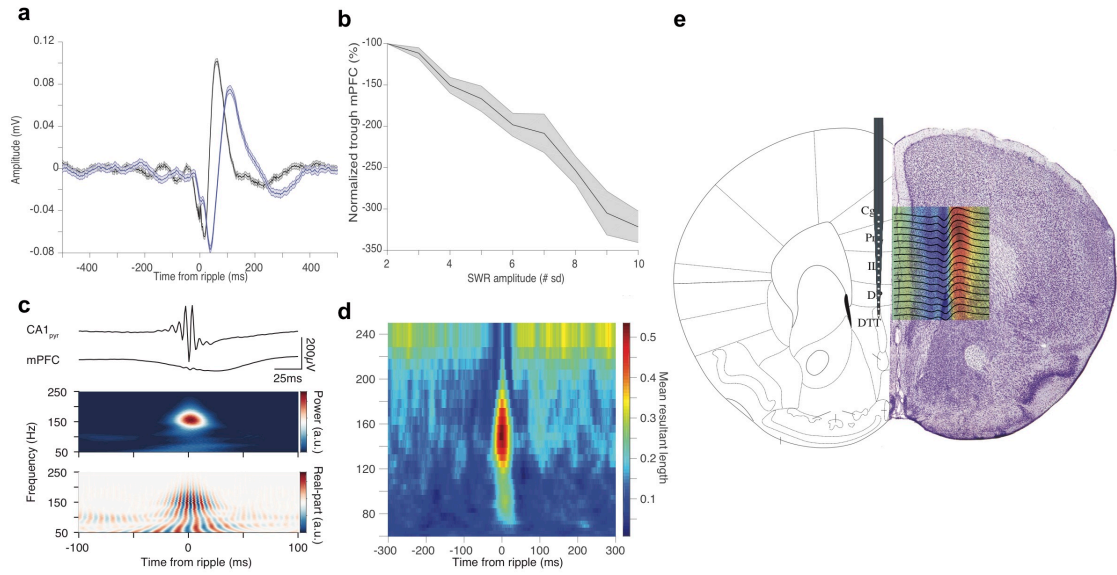 a
0.12
0.08
0.04
0
-0.04
-0.08
Amplitude (mV)
-400 -200 0 200 400
Time from ripple (ms)
b
-100
-150
-200
-250
-300
-350
Normalized trough mPFC (%)
2 4 6 8 10
SWR amplitude (# sd)
c
CA1pyr
mPFC
200μV
25ms
250
150
50
Power (a.u.)
Frequency (Hz)
250
150
50
Real-part (a.u.)
-100 0 100
Time from ripple (ms)
d
240
200
160
120
80
-300 -200 -100 0 100 200 300
Time from ripple (ms)
0.5
0.4
0.3
0.2
0.1
Mean resultant length
e
Cg
IL
DTT